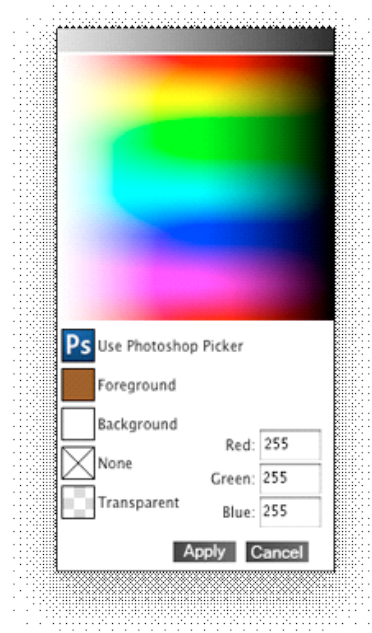 Ps Use Photoshop Picker
Foreground
Background
None
Transparent
Red: 255
Green: 255
Blue: 255
Apply Cancel